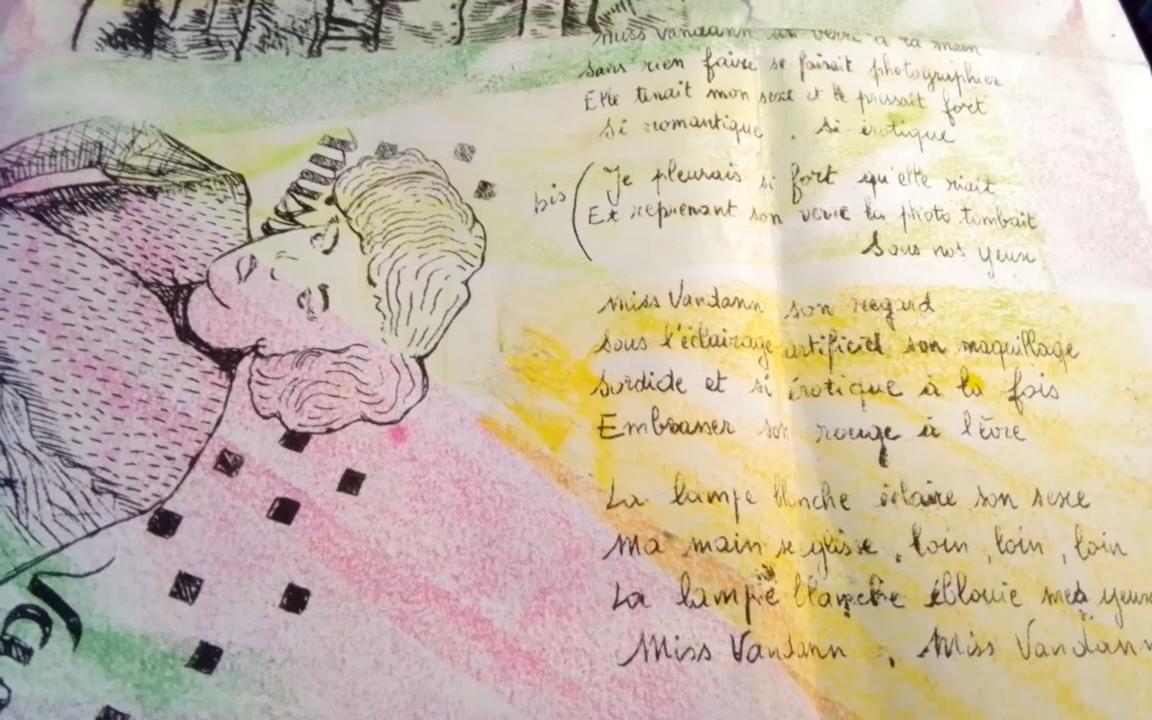 Miss Vandann un verre à la main
sans rien faire se faisait photographier
Elle tenait mon sexe et le pressait fort
si romantique . si érotique
bis ( Je pleurais si fort qu'elle riait
Et reprenant son verre la photo tombait
sous nos yeux
Miss Vandann son regard
sous l'éclairage artificiel son maquillage
sordide et si érotique à la fois
Embrasser son rouge à lèvre
La lampe blanche éclaire son sexe
Ma main se glisse , loin , loin , loin
La lampe blanche éblouie mes yeux
Miss Vandann , Miss Vandann